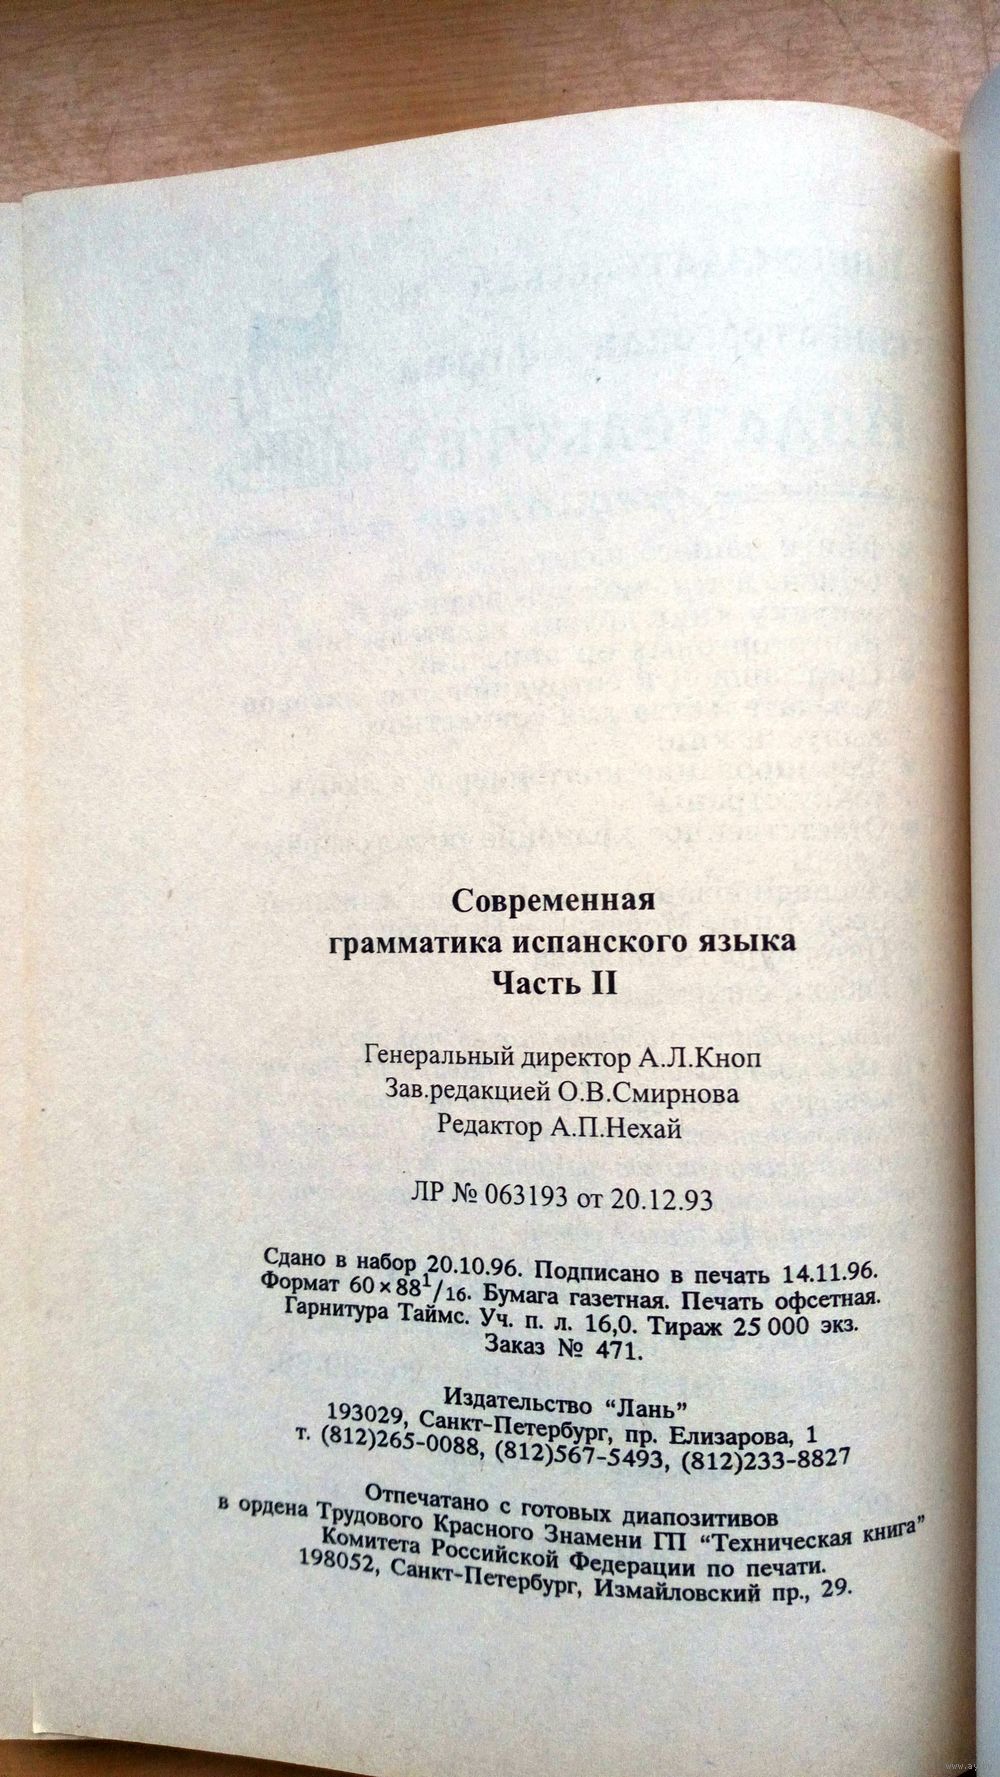 Современная
грамматика испанского языка
Часть II
Генеральный директор А.Л.Кноп
Зав.редакцией О.В.Смирнова
Редактор А.П.Нехай
ЛР № 063193 от 20.12.93
Сдано в набор 20.10.96. Подписано в печать 14.11.96.
Формат 60×88¹/₁₆. Бумага газетная. Печать офсетная.
Гарнитура Таймс. Уч. п. л. 16,0. Тираж 25 000 экз.
Заказ № 471.
Издательство “Лань”
193029, Санкт-Петербург, пр. Елизарова, 1
т. (812)265-0088, (812)567-5493, (812)233-8827
Отпечатано с готовых диапозитивов
в ордена Трудового Красного Знамени ГП “Техническая книга”
Комитета Российской Федерации по печати.
198052, Санкт-Петербург, Измайловский пр., 29.